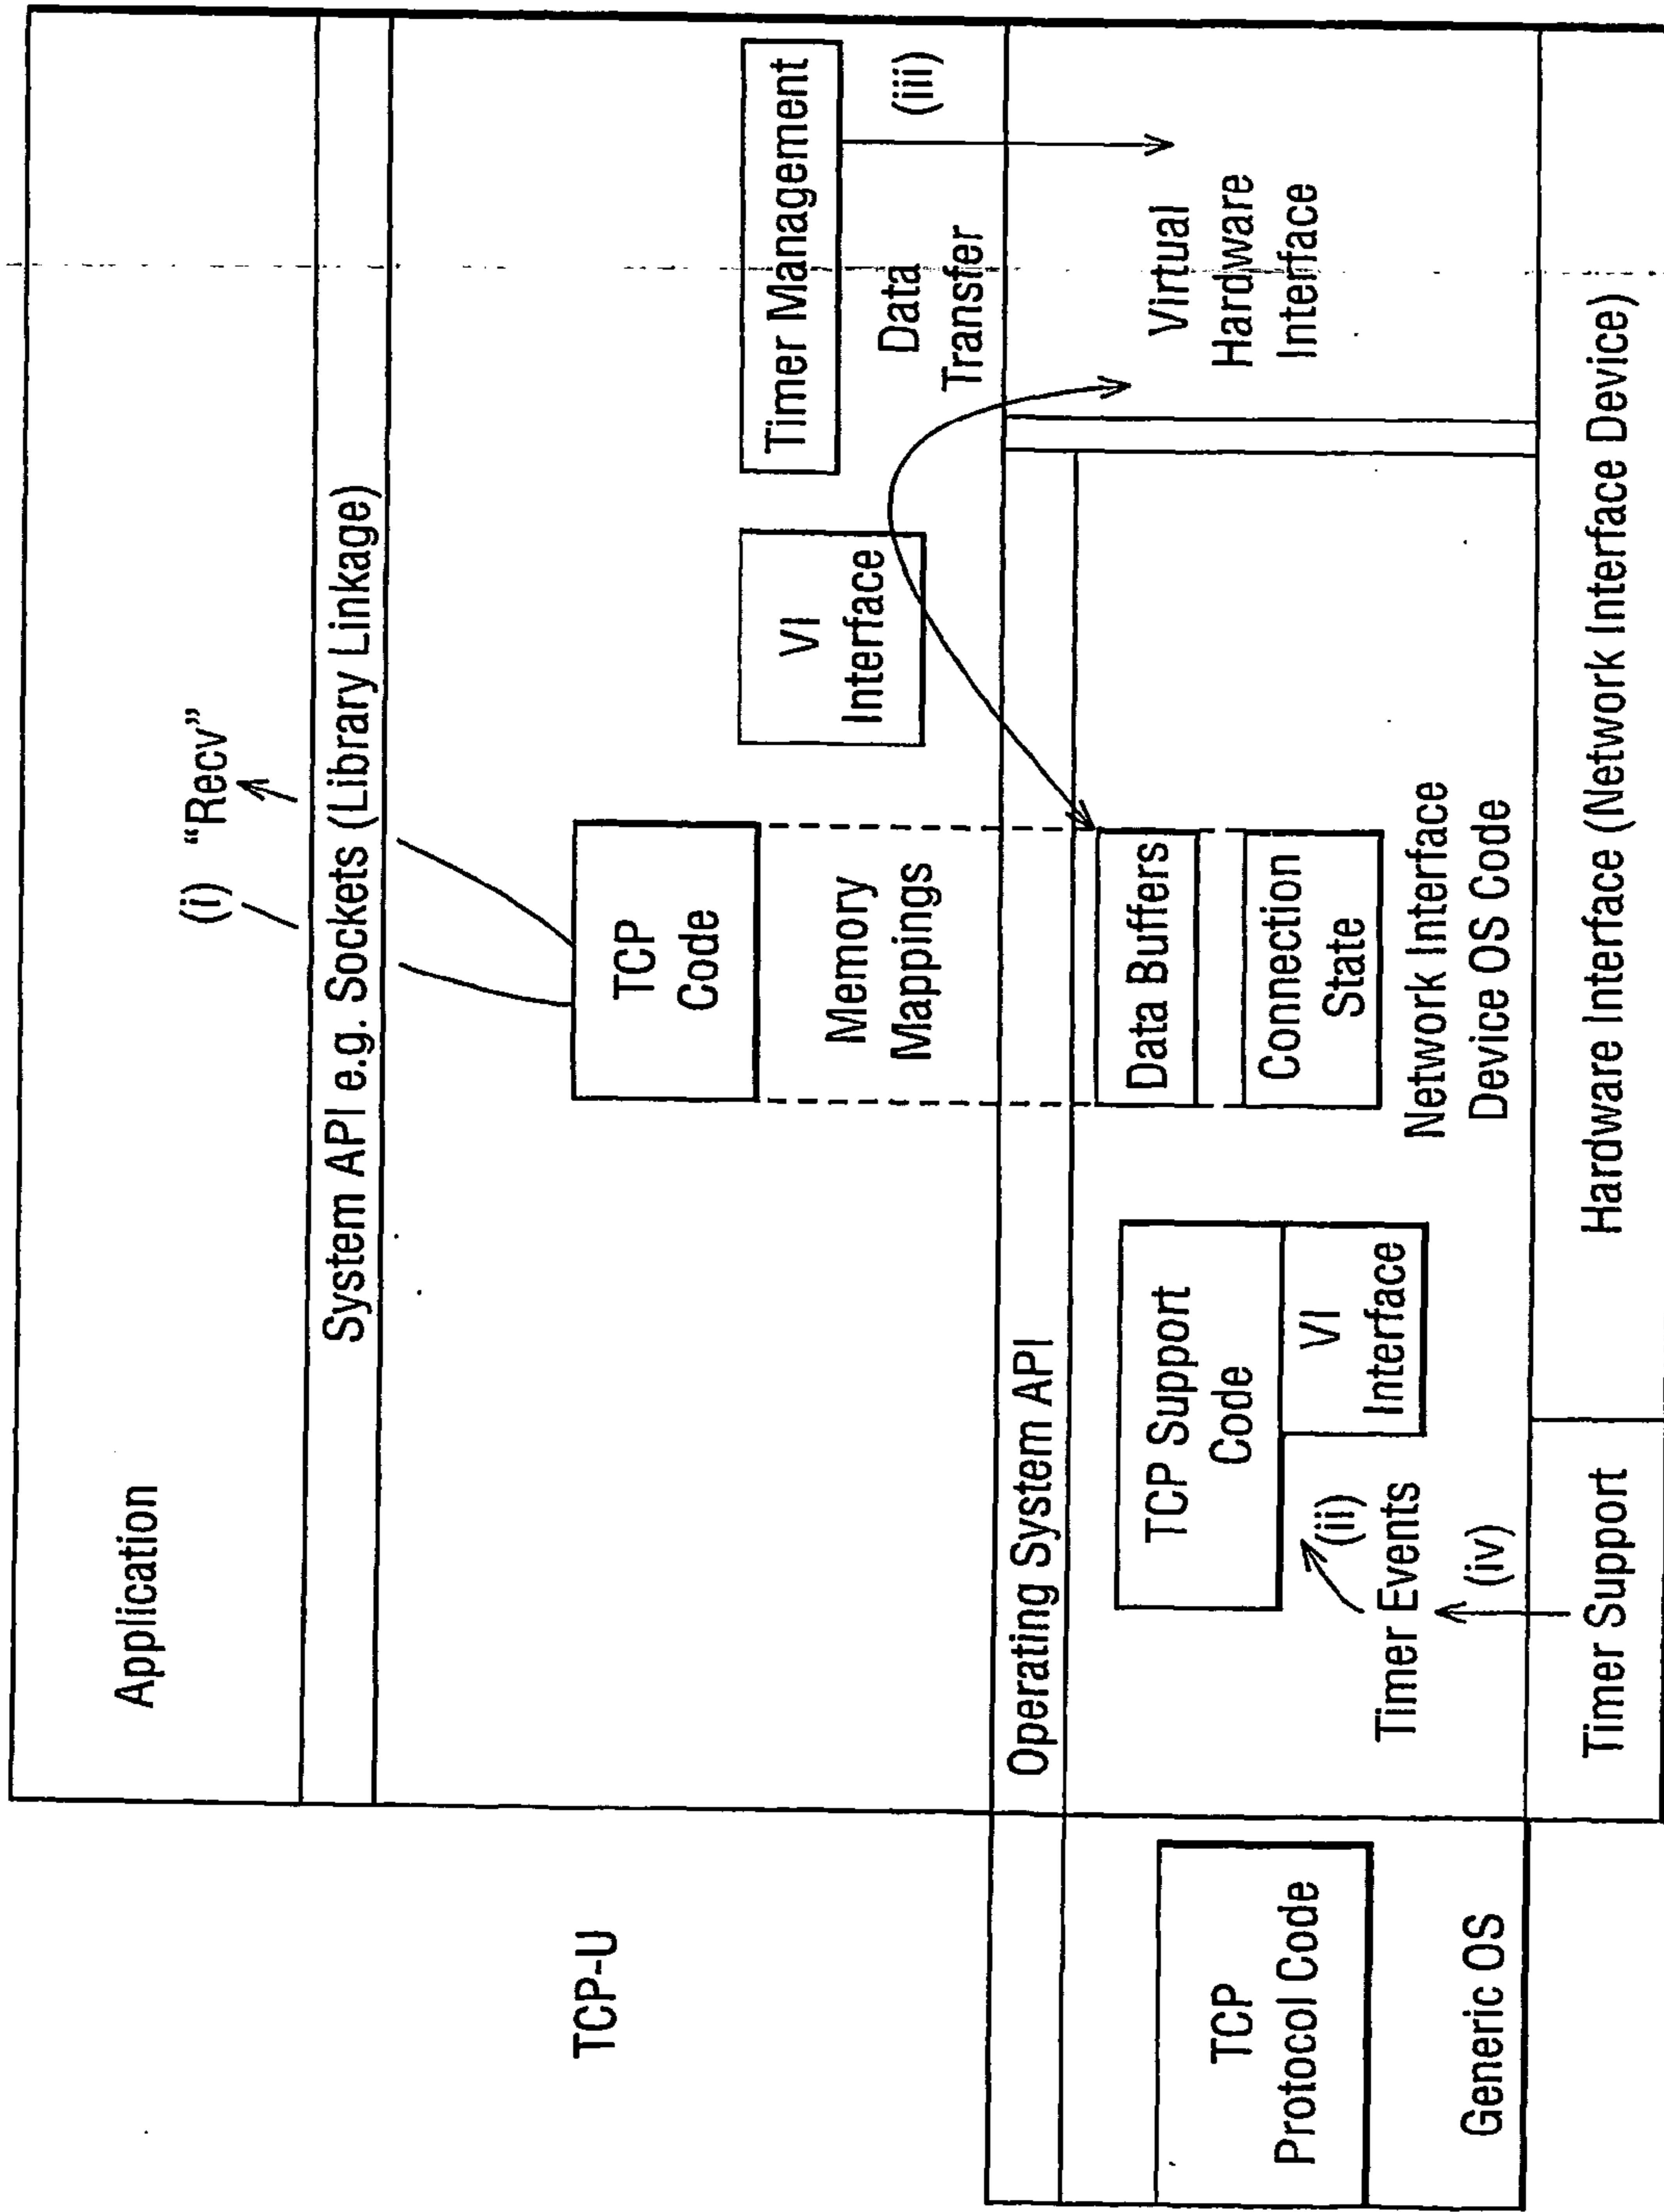 Application
(i)
“Recv”
System API e.g. Sockets (Library Linkage)
TCP-U
TCP
Code
Memory
Mappings
VI
Interface
Timer Management
Data
Transfer
(iii)
Operating System API
TCP
Protocol Code
Generic OS
TCP Support
Code
VI
Interface
(ii)
Timer Events
(iv)
Data Buffers
Connection
State
Network Interface
Device OS Code
Virtual
Hardware
Interface
Timer Support
Hardware Interface (Network Interface Device)